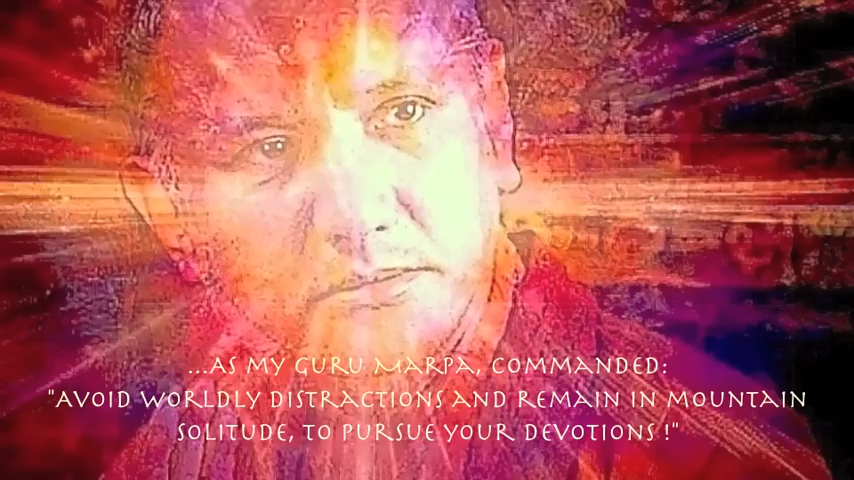 ...As my guru Marpa, commanded:
"Avoid worldly distractions and remain in mountain
solitude, to pursue your devotions !"